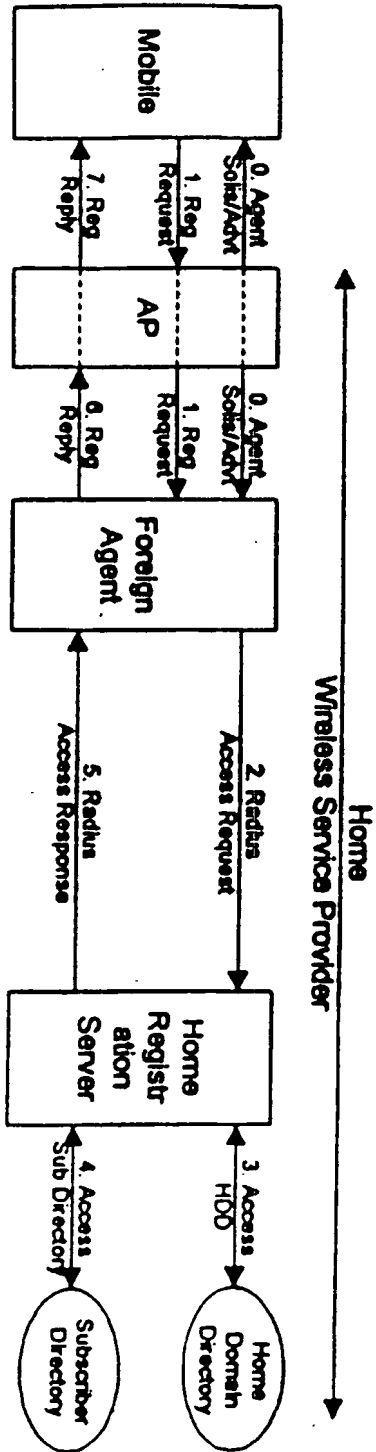 Home
Wireless Service Provider
Mobile
0. Agent
Solis/Advt
1. Reg
Request
7. Reg
Reply
AP
0. Agent
Solis/Advt
1. Reg
Request
6. Reg
Reply
Foreign
Agent
2. Radius
Access Request
5. Radius
Access Response
Home
Registr
ation
Server
3. Access
HDD
4. Access
Sub Directory
Home
Domain
Directory
Subscriber
Directory